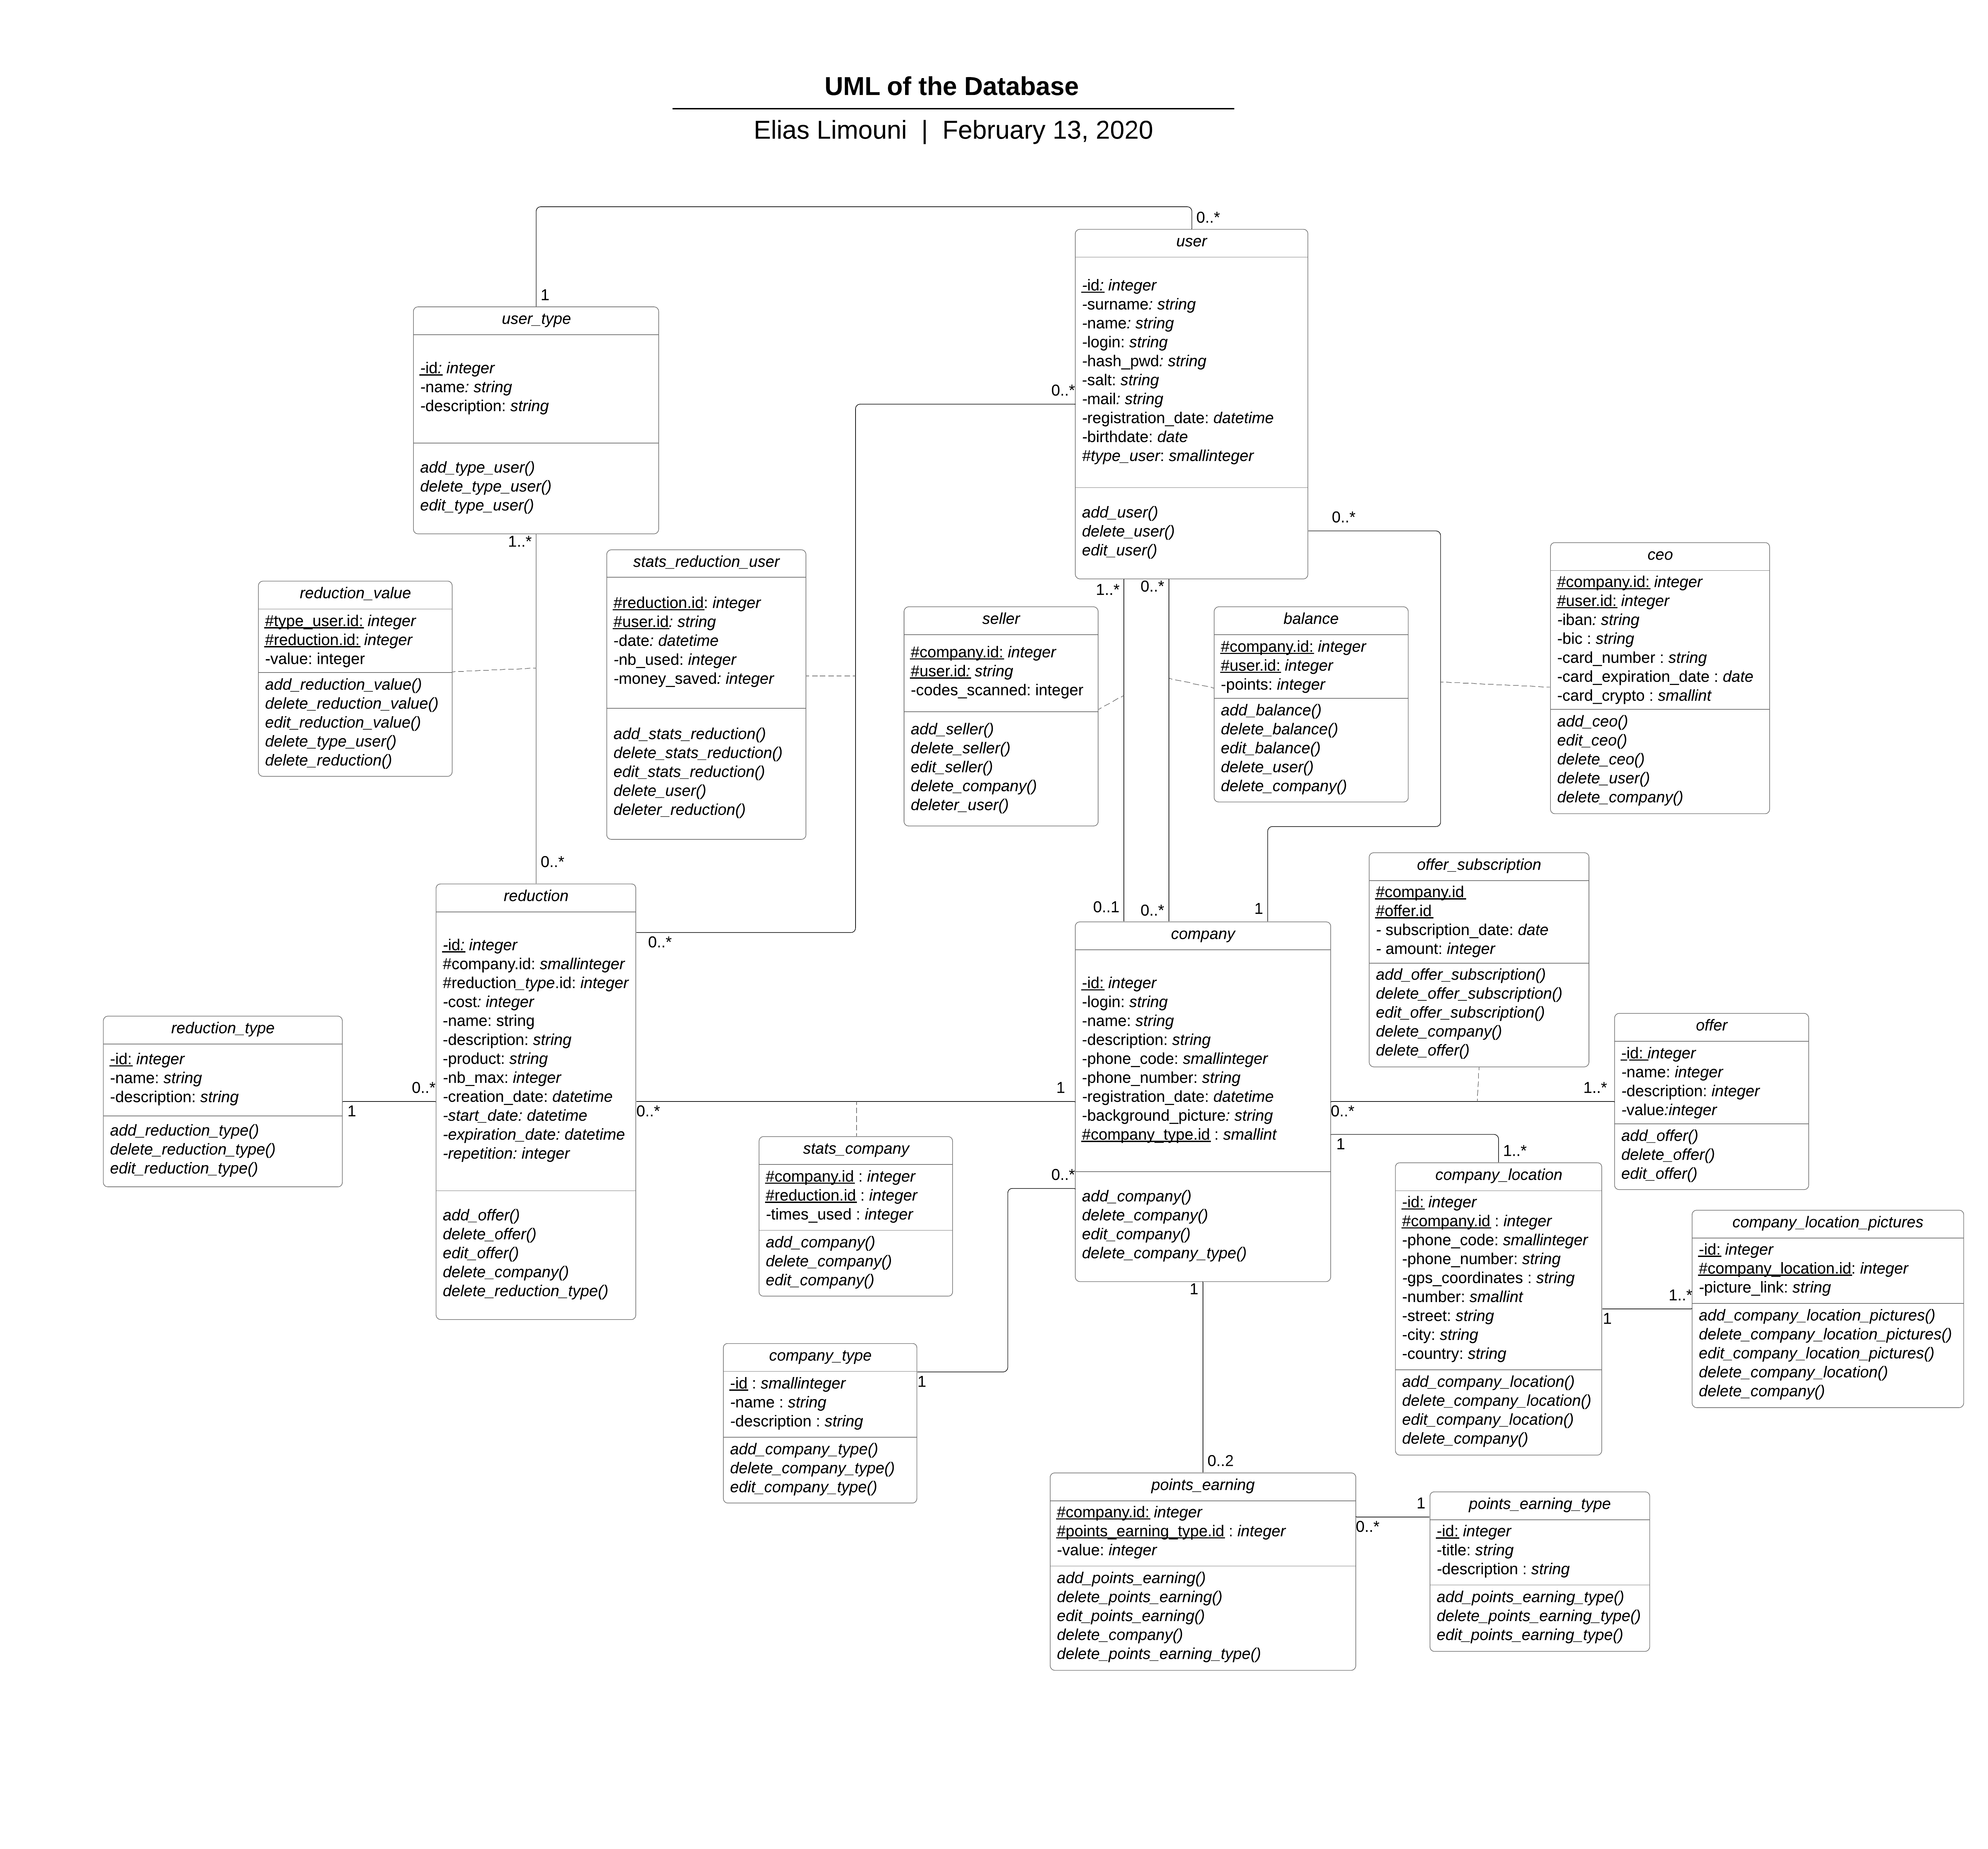 UML of the Database
Elias Limouni | February 13, 2020
0..*
user
-id: integer
-surname: string
-name: string
-login: string
-hash_pwd: string
-salt: string
-mail: string
-registration_date: datetime
-birthdate: date
#type_user: smallinteger
add_user()
delete_user()
edit_user()
1
user_type
-id: integer
-name: string
-description: string
add_type_user()
delete_type_user()
edit_type_user()
0..*
0..*
1..*
1..*
0..*
reduction_value
#type_user.id: integer
#reduction.id: integer
-value: integer
add_reduction_value()
delete_reduction_value()
edit_reduction_value()
delete_type_user()
delete_reduction()
stats_reduction_user
#reduction.id: integer
#user.id: string
-date: datetime
-nb_used: integer
-money_saved: integer
add_stats_reduction()
delete_stats_reduction()
edit_stats_reduction()
delete_user()
deleter_reduction()
seller
#company.id: integer
#user.id: string
-codes_scanned: integer
add_seller()
delete_seller()
edit_seller()
delete_company()
deleter_user()
balance
#company.id: integer
#user.id: integer
-points: integer
add_balance()
delete_balance()
edit_balance()
delete_user()
delete_company()
ceo
#company.id: integer
#user.id: integer
-iban: string
-bic : string
-card_number : string
-card_expiration_date : date
-card_crypto : smallint
add_ceo()
edit_ceo()
delete_ceo()
delete_user()
delete_company()
0..*
0..*
0..1
0..*
1
reduction
-id: integer
#company.id: smallinteger
#reduction_type.id: integer
-cost: integer
-name: string
-description: string
-product: string
-nb_max: integer
-creation_date: datetime
-start_date: datetime
-expiration_date: datetime
-repetition: integer
add_offer()
delete_offer()
edit_offer()
delete_company()
delete_reduction_type()
company
-id: integer
-login: string
-name: string
-description: string
-phone_code: smallinteger
-phone_number: string
-registration_date: datetime
-background_picture: string
#company_type.id : smallint
add_company()
delete_company()
edit_company()
delete_company_type()
offer_subscription
#company.id
#offer.id
- subscription_date: date
- amount: integer
add_offer_subscription()
delete_offer_subscription()
edit_offer_subscription()
delete_company()
delete_offer()
offer
-id: integer
-name: integer
-description: integer
-value:integer
add_offer()
delete_offer()
edit_offer()
reduction_type
-id: integer
-name: string
-description: string
add_reduction_type()
delete_reduction_type()
edit_reduction_type()
1
0..*
0..*
1
0..*
1..*
1
1..*
stats_company
#company.id : integer
#reduction.id : integer
-times_used : integer
add_company()
delete_company()
edit_company()
0..*
company_location
-id: integer
#company.id : integer
-phone_code: smallinteger
-phone_number: string
-gps_coordinates : string
-number: smallint
-street: string
-city: string
-country: string
add_company_location()
delete_company_location()
edit_company_location()
delete_company()
1
1..*
company_location_pictures
-id: integer
#company_location.id: integer
-picture_link: string
add_company_location_pictures()
delete_company_location_pictures()
edit_company_location_pictures()
delete_company_location()
delete_company()
company_type
-id : smallinteger
-name : string
-description : string
add_company_type()
delete_company_type()
edit_company_type()
1
1
0..2
points_earning
#company.id: integer
#points_earning_type.id : integer
-value: integer
add_points_earning()
delete_points_earning()
edit_points_earning()
delete_company()
delete_points_earning_type()
0..*
1
points_earning_type
-id: integer
-title: string
-description : string
add_points_earning_type()
delete_points_earning_type()
edit_points_earning_type()